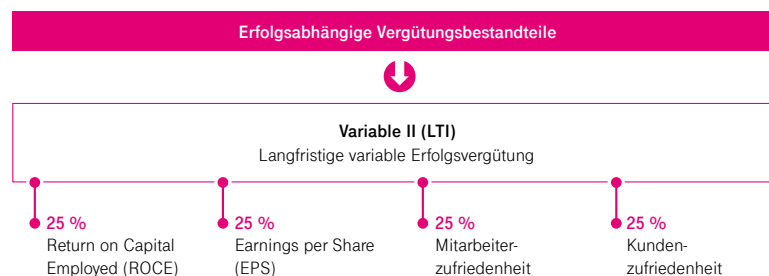 Erfolgsabhängige Vergütungsbestandteile
Variable II (LTI)
Langfristige variable Erfolgsvergütung
25 %
Return on Capital
Employed (ROCE)
25 %
Earnings per Share
(EPS)
25 %
Mitarbeiter-
zufriedenheit
25 %
Kunden-
zufriedenheit